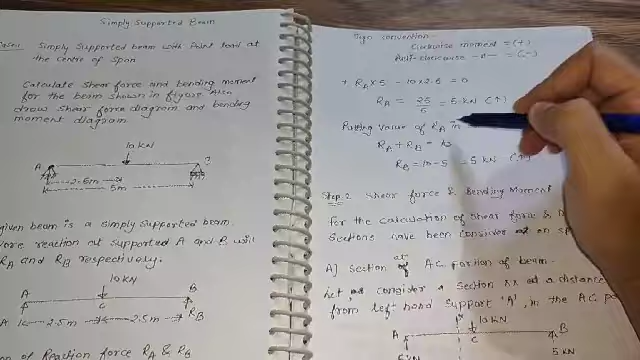 Simply Supported Beam
Case:1 Simply Supported beam with Point load at
the centre of span
Calculate Shear force and bending moment
for the beam shown in figure Also
draw Shear force diagram and bending
moment diagram.
10 kN
A
2.5m
5m
given beam is a simply supported beam.
reaction at supported A and B will
RA and RB respectively.
10 kN
A B
C
2.5m 2.5m RB
A
of Reaction force RA & RB
Sign convention
Clockwise moment = (+)
Anti-clockwise = (-)
+ RA × 5 - 10 × 2.5 = 0
RA = 25/5 = 5 kN (↑)
Putting value of RA in
RA + RB = 10
RB = 10 - 5 = 5 kN (↑)
Step 2 Shear force & Bending Moment
For the calculation of Shear force &
Sections have been consider on
A] Section at AC portion of beam
Let, consider a section XX at a distance
from left hand support 'A', in the AC
10 kN
A C B
5 kN